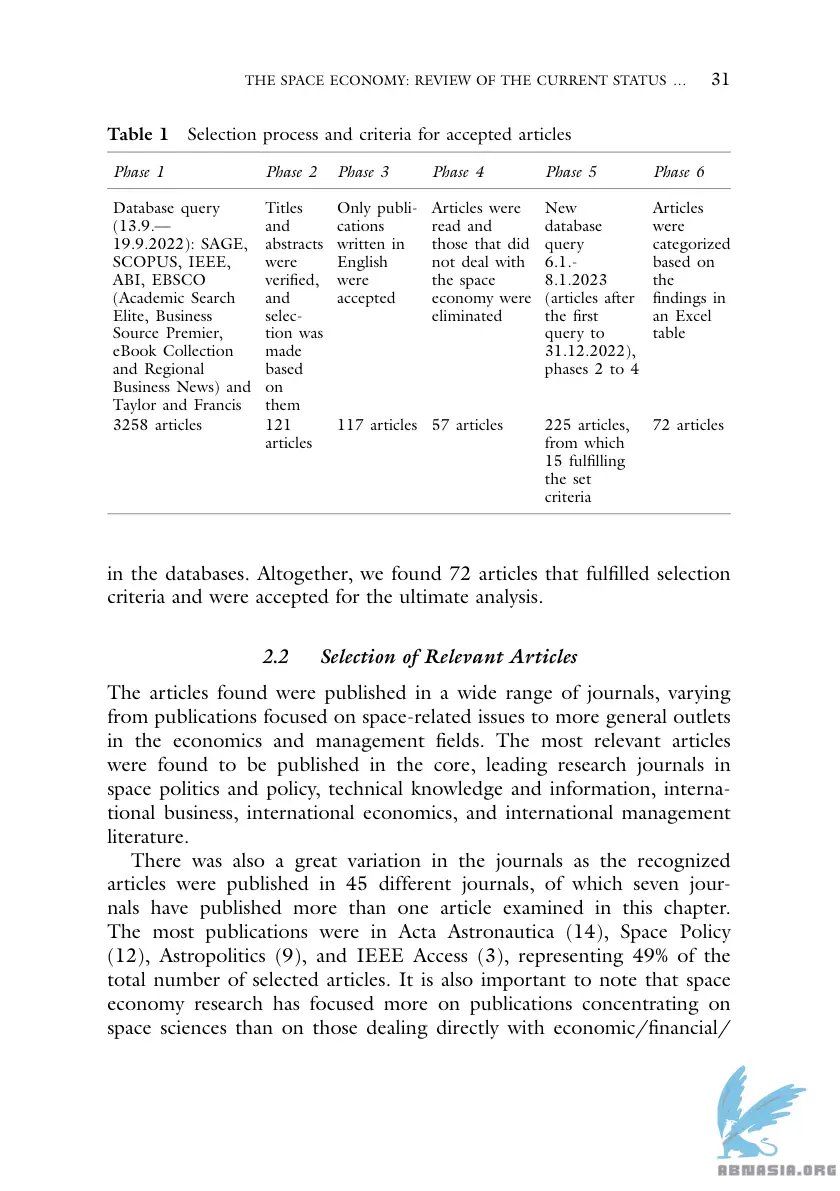 THE SPACE ECONOMY: REVIEW OF THE CURRENT STATUS … 31
Table 1 Selection process and criteria for accepted articles
Phase 1 Phase 2 Phase 3 Phase 4 Phase 5 Phase 6
Database query Titles Only publi- Articles were New Articles
(13.9.— and cations read and database were
19.9.2022): SAGE, abstracts written in those that did query categorized
SCOPUS, IEEE, were English not deal with 6.1.- based on
ABI, EBSCO verified, were the space 8.1.2023 the
(Academic Search and accepted economy were (articles after findings in
Elite, Business selec- eliminated the first an Excel
Source Premier, tion was query to table
eBook Collection made 31.12.2022),
and Regional based phases 2 to 4
Business News) and on
Taylor and Francis them
3258 articles 121 117 articles 57 articles 225 articles, 72 articles
articles from which
15 fulfilling
the set
criteria
in the databases. Altogether, we found 72 articles that fulfilled selection
criteria and were accepted for the ultimate analysis.
2.2 Selection of Relevant Articles
The articles found were published in a wide range of journals, varying
from publications focused on space-related issues to more general outlets
in the economics and management fields. The most relevant articles
were found to be published in the core, leading research journals in
space politics and policy, technical knowledge and information, interna-
tional business, international economics, and international management
literature.
There was also a great variation in the journals as the recognized
articles were published in 45 different journals, of which seven jour-
nals have published more than one article examined in this chapter.
The most publications were in Acta Astronautica (14), Space Policy
(12), Astropolitics (9), and IEEE Access (3), representing 49% of the
total number of selected articles. It is also important to note that space
economy research has focused more on publications concentrating on
space sciences than on those dealing directly with economic/financial/
ABNASIA.ORG